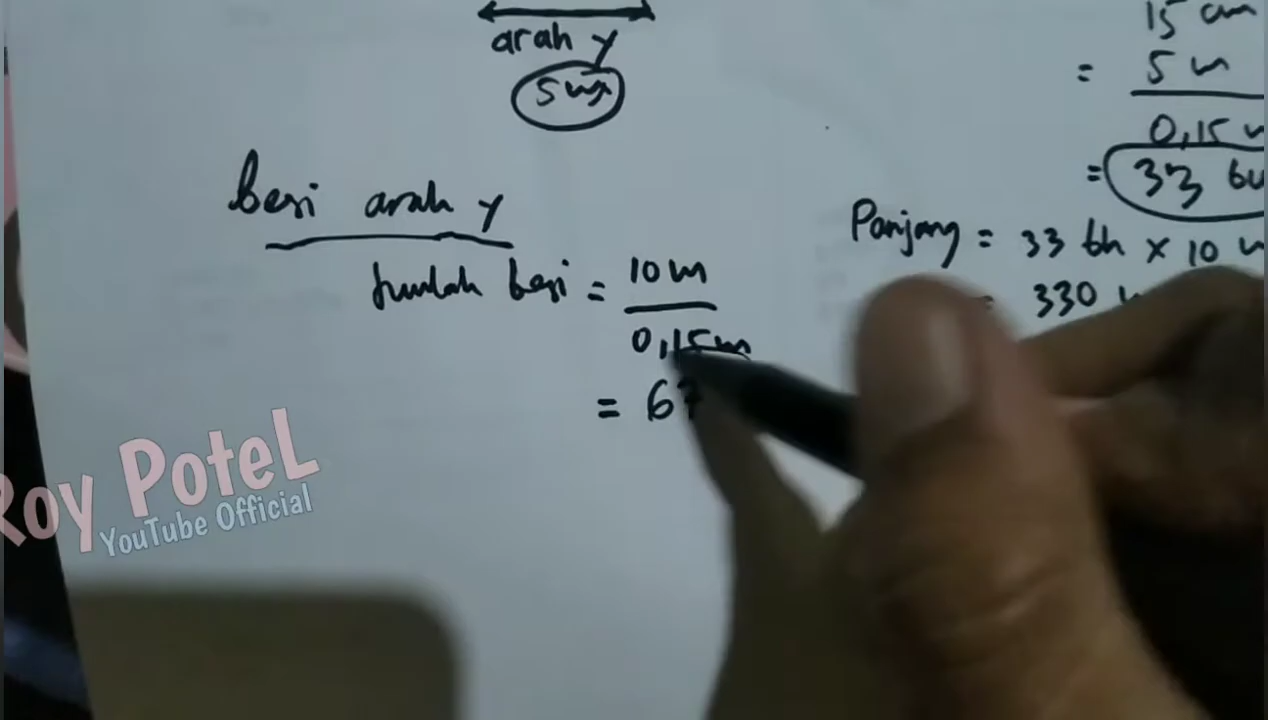 arah y
5 m
Besi arah y
Jumlah besi = 10 m
0,15 m
= 67
15 cm
= 5 m
0,15
= 33
Panjang = 33 bh x 10
330
Roy PoteL
YouTube Official